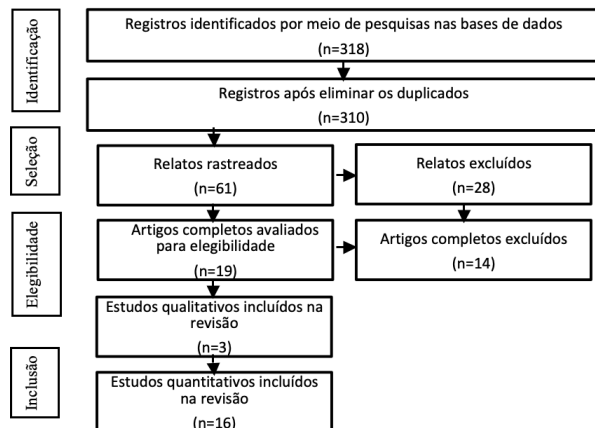 Identificação
Registros identificados por meio de pesquisas nas bases de dados
(n=318)
Registros após eliminar os duplicados
(n=310)
Seleção
Relatos rastreados
(n=61)
Relatos excluídos
(n=28)
Elegibilidade
Artigos completos avaliados
para elegibilidade
(n=19)
Artigos completos excluídos
(n=14)
Estudos qualitativos incluídos na
revisão
(n=3)
Inclusão
Estudos quantitativos incluídos
na revisão
(n=16)